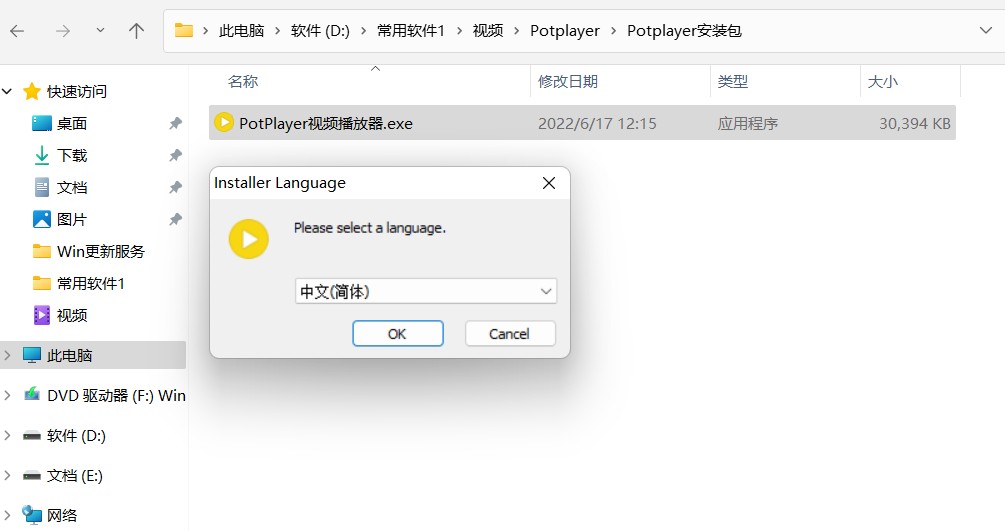 此电脑 软件 (D:) 常用软件1 视频 Potplayer Potplayer安装包
名称 修改日期 类型 大小
PotPlayer视频播放器.exe 2022/6/17 12:15 应用程序 30,394 KB
快速访问
桌面
下载
文档
图片
Win更新服务
常用软件1
视频
此电脑
DVD 驱动器 (F:) Win
软件 (D:)
文档 (E:)
网络
Installer Language
Please select a language.
中文(简体)
OK Cancel